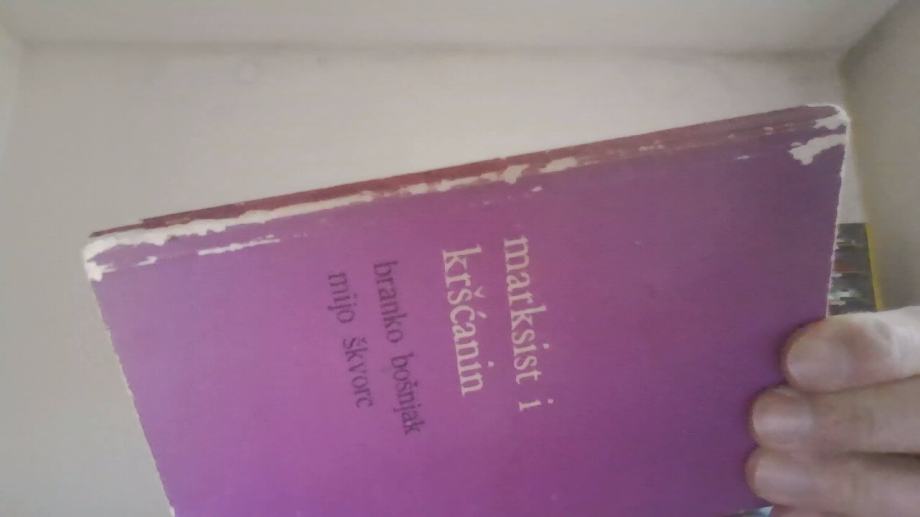 marksist i
kršćanin
branko bošnjak
mijo škvorc